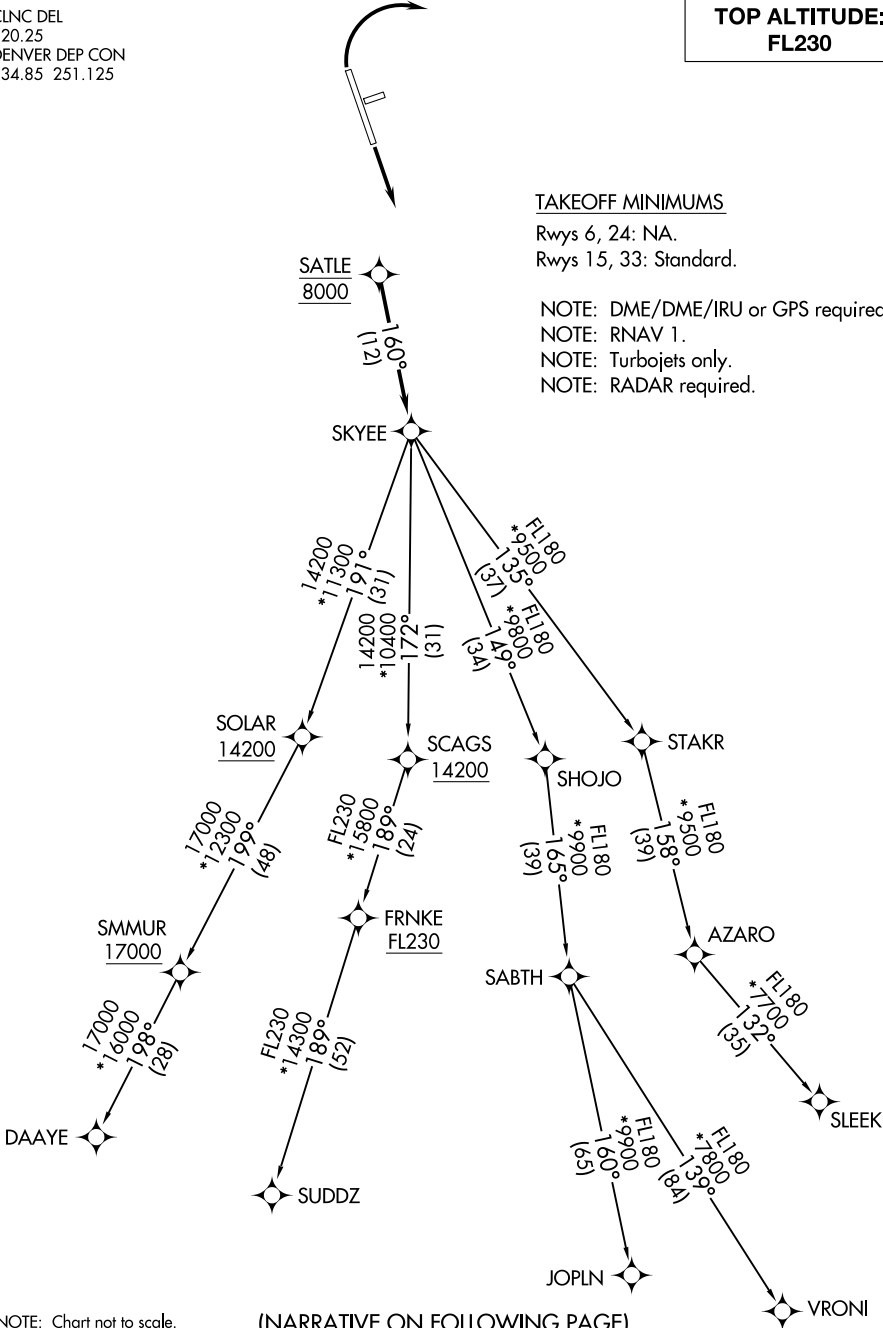 CLNC DEL
20.25
DENVER DEP CON
34.85 251.125
TOP ALTITUDE:
FL230
TAKEOFF MINIMUMS
Rwys 6, 24: NA.
Rwys 15, 33: Standard.
NOTE: DME/DME/IRU or GPS required
NOTE: RNAV 1.
NOTE: Turbojets only.
NOTE: RADAR required.
SATLE
8000
160°
(12)
SKYEE
14200
*11300
191°
(31)
14200
*10400
172°
(31)
FL180
*9800
149°
(34)
FL180
*9500
135°
(37)
SOLAR
14200
SCAGS
14200
SHOJO
STAKR
17000
*12300
199°
(48)
FL230
*15800
189°
(24)
FL180
*9900
165°
(39)
FL180
*9500
158°
(39)
SMMUR
17000
FRNKE
FL230
SABTH
AZARO
17000
*16000
198°
(28)
FL230
*14300
189°
(52)
FL180
*9900
160°
(65)
FL180
*7800
139°
(84)
FL180
*7700
132°
(35)
DAAYE
SUDDZ
JOPLN
VRONI
SLEEK
NOTE: Chart not to scale.
(NARRATIVE ON FOLLOWING PAGE)